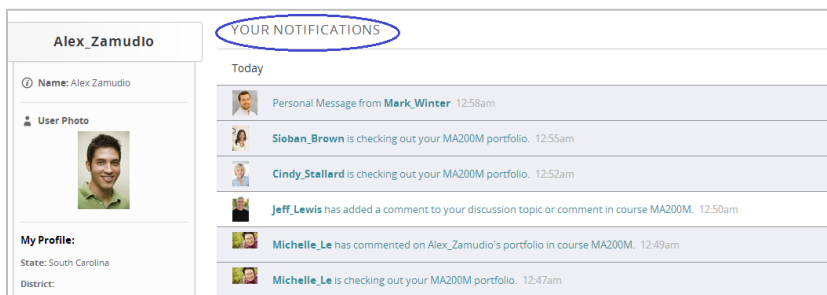 Alex_Zamudio
Name: Alex Zamudio
User Photo
My Profile:
State: South Carolina
District:
YOUR NOTIFICATIONS
Today
Personal Message from Mark_Winter 12:58am
Sioban_Brown is checking out your MA200M portfolio. 12:55am
Cindy_Stallard is checking out your MA200M portfolio. 12:52am
Jeff_Lewis has added a comment to your discussion topic or comment in course MA200M. 12:50am
Michelle_Le has commented on Alex_Zamudio's portfolio in course MA200M. 12:49am
Michelle_Le is checking out your MA200M portfolio. 12:47am